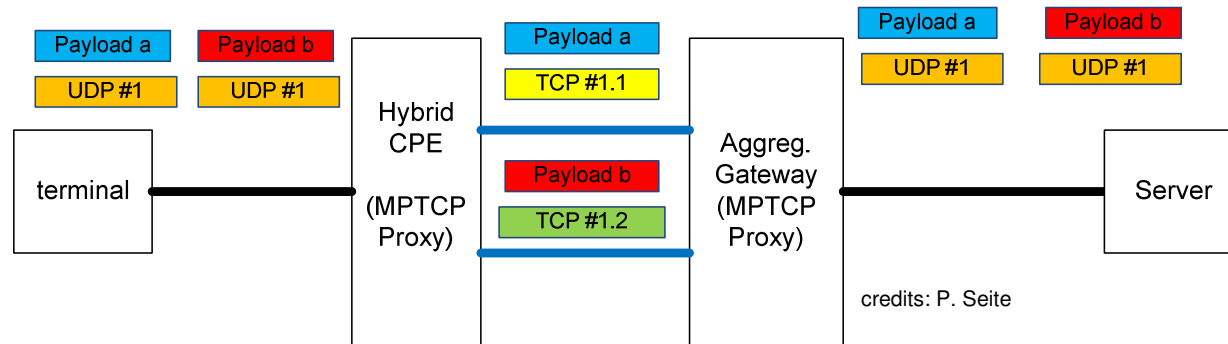 Payload a
Payload b
UDP #1
UDP #1
Payload a
TCP #1.1
Payload a
Payload b
UDP #1
UDP #1
terminal
Hybrid
CPE
(MPTCP
Proxy)
Payload b
TCP #1.2
Aggreg.
Gateway
(MPTCP
Proxy)
Server
credits: P. Seite